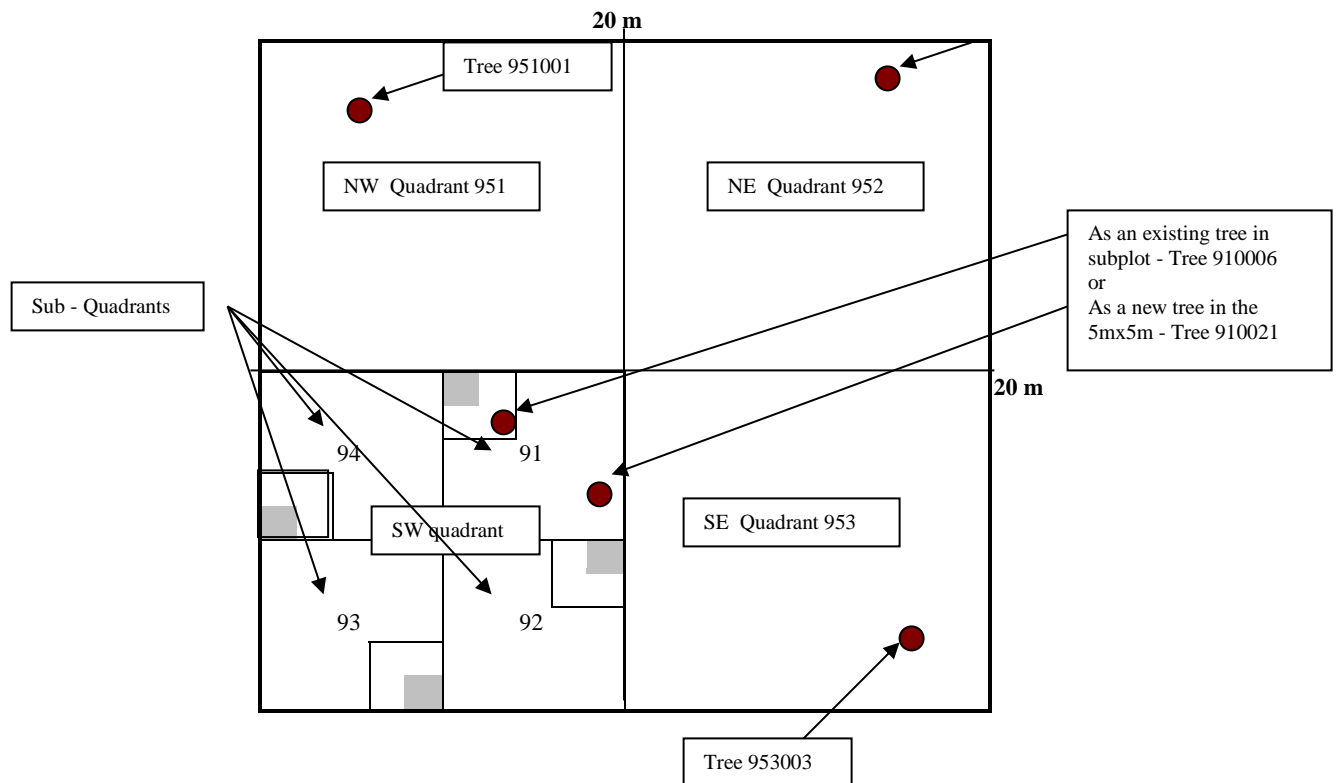 20 m
Tree 951001
NW Quadrant 951
NE Quadrant 952
As an existing tree in
subplot - Tree 910006
or
As a new tree in the
5mx5m - Tree 910021
Sub - Quadrants
20 m
94
91
SW quadrant
SE Quadrant 953
93
92
Tree 953003